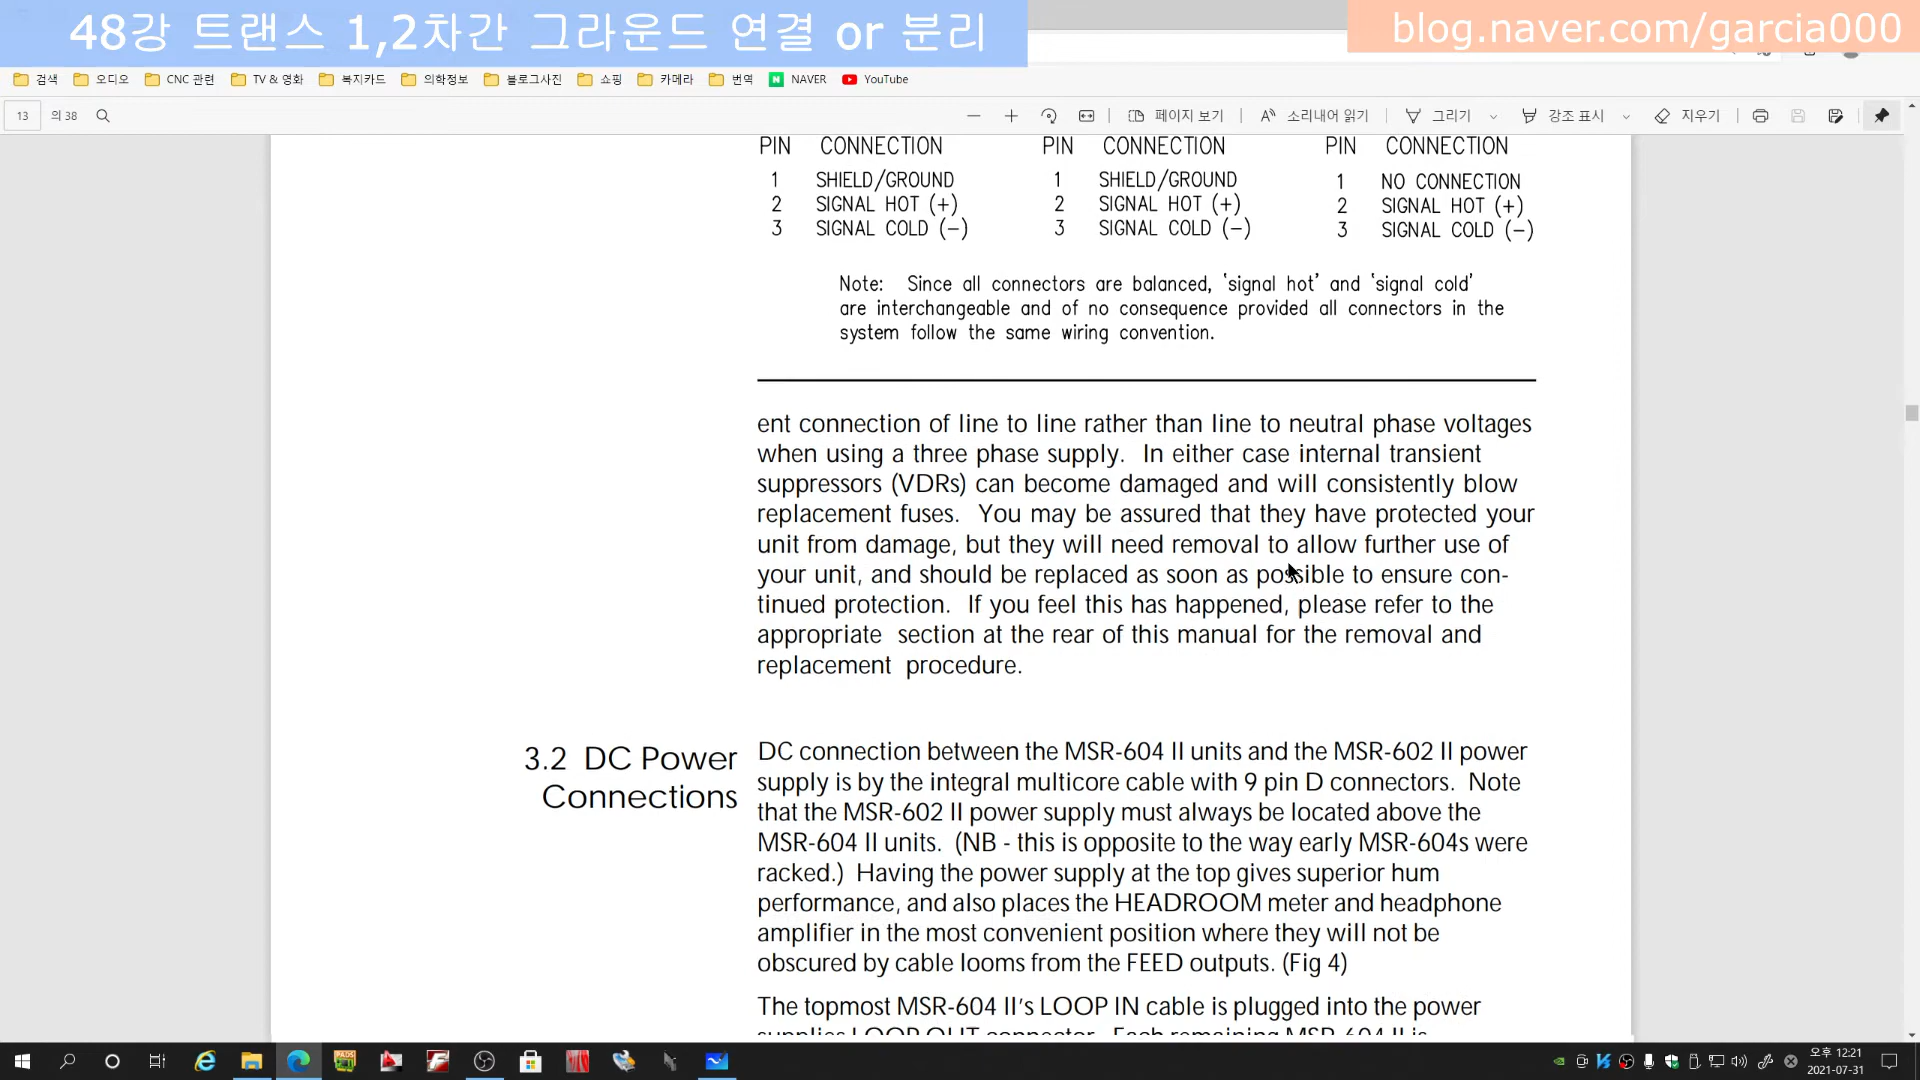 48강 트랜스 1,2차간 그라운드 연결 or 분리
blog.naver.com/garcia000
검색 오디오 CNC 관련 TV & 영화 복지카드 의학정보 블로그사진 쇼핑 카메라 번역 NAVER YouTube
13 의 38 페이지 보기 소리내어 읽기 그리기 강조 표시 지우기
PIN CONNECTION PIN CONNECTION PIN CONNECTION
1 SHIELD/GROUND 1 SHIELD/GROUND 1 NO CONNECTION
2 SIGNAL HOT (+) 2 SIGNAL HOT (+) 2 SIGNAL HOT (+)
3 SIGNAL COLD (−) 3 SIGNAL COLD (−) 3 SIGNAL COLD (−)
Note: Since all connectors are balanced, 'signal hot' and 'signal cold'
are interchangeable and of no consequence provided all connectors in the
system follow the same wiring convention.
ent connection of line to line rather than line to neutral phase voltages
when using a three phase supply. In either case internal transient
suppressors (VDRs) can become damaged and will consistently blow
replacement fuses. You may be assured that they have protected your
unit from damage, but they will need removal to allow further use of
your unit, and should be replaced as soon as possible to ensure con-
tinued protection. If you feel this has happened, please refer to the
appropriate section at the rear of this manual for the removal and
replacement procedure.
3.2 DC Power
Connections
DC connection between the MSR-604 II units and the MSR-602 II power
supply is by the integral multicore cable with 9 pin D connectors. Note
that the MSR-602 II power supply must always be located above the
MSR-604 II units. (NB - this is opposite to the way early MSR-604s were
racked.) Having the power supply at the top gives superior hum
performance, and also places the HEADROOM meter and headphone
amplifier in the most convenient position where they will not be
obscured by cable looms from the FEED outputs. (Fig 4)
The topmost MSR-604 II's LOOP IN cable is plugged into the power
supplies LOOP OUT connector. Each remaining MSR-604 II is
오후 12:21
2021-07-31